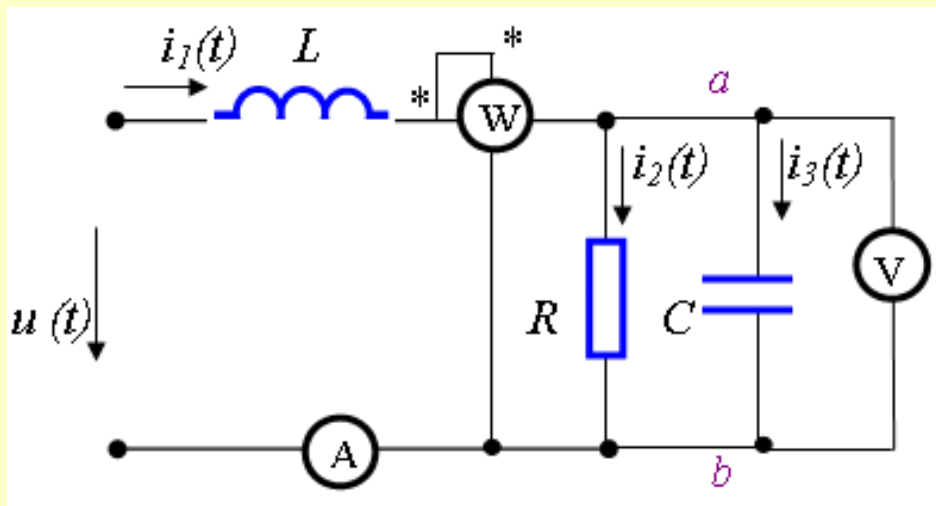 i₁(t) L * * W a
i₂(t) i₃(t)
u (t) R C V
A b